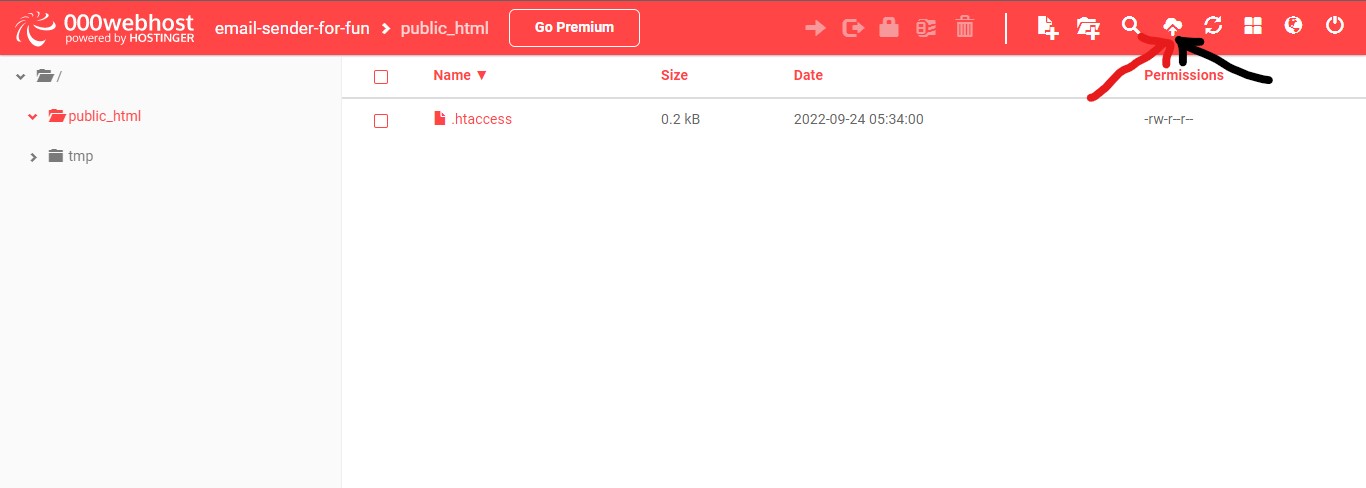 000webhost
powered by HOSTINGER
email-sender-for-fun > public_html
Go Premium
/
public_html
tmp
Name ▼ Size Date Permissions
.htaccess 0.2 kB 2022-09-24 05:34:00 -rw-r--r--